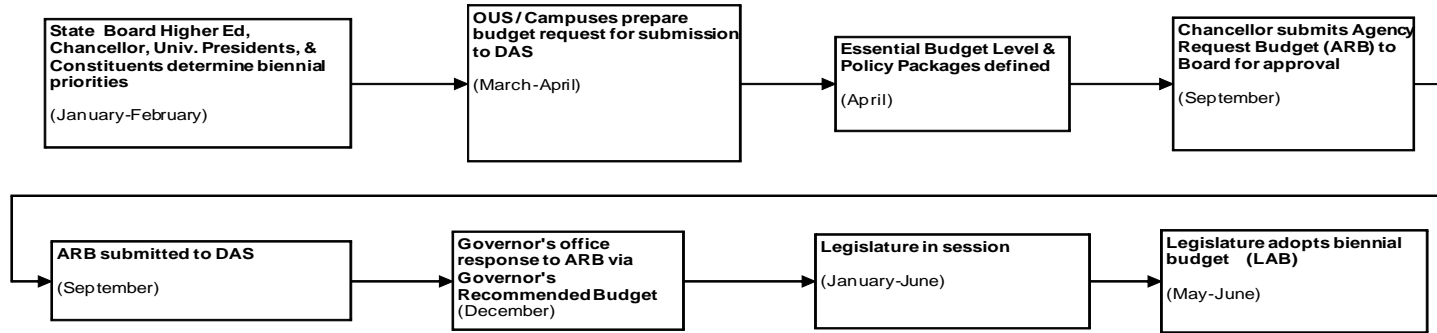 State Board Higher Ed,
Chancellor, Univ. Presidents, &
Constituents determine biennial
priorities
(January-February)
OUS / Campuses prepare
budget request for submission
to DAS
(March-April)
Essential Budget Level &
Policy Packages defined
(April)
Chancellor submits Agency
Request Budget (ARB) to
Board for approval
(September)
ARB submitted to DAS
(September)
Governor's office
response to ARB via
Governor's
Recommended Budget
(December)
Legislature in session
(January-June)
Legislature adopts biennial
budget (LAB)
(May-June)